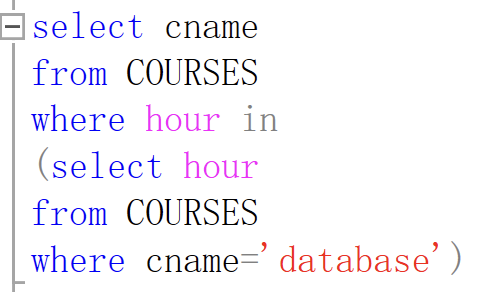 select cname
from COURSES
where hour in
(select hour
from COURSES
where cname='database')